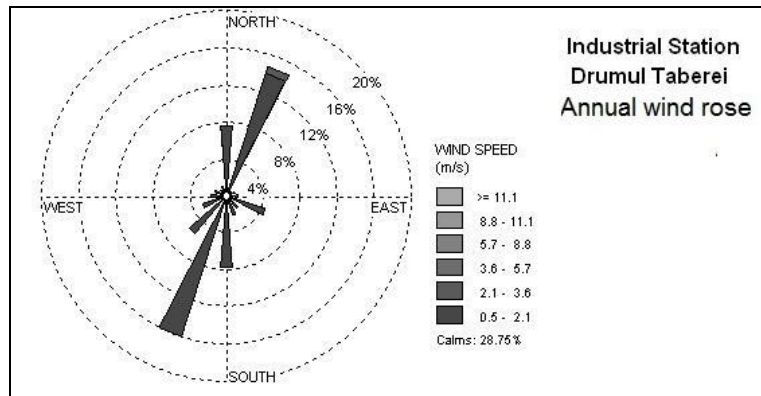 NORTH
20%
16%
12%
8%
4%
WEST
EAST
SOUTH
Industrial Station
Drumul Taberei
Annual wind rose
WIND SPEED
(m/s)
>= 11.1
8.8 - 11.1
5.7 - 8.8
3.6 - 5.7
2.1 - 3.6
0.5 - 2.1
Calms: 28.75%